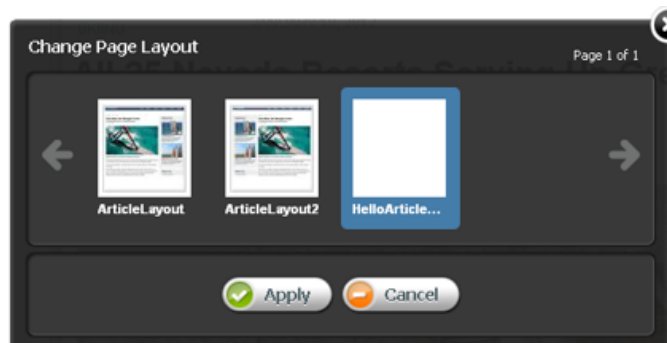 Change Page Layout
Page 1 of 1
ArticleLayout
ArticleLayout2
HelloArticle...
Apply
Cancel